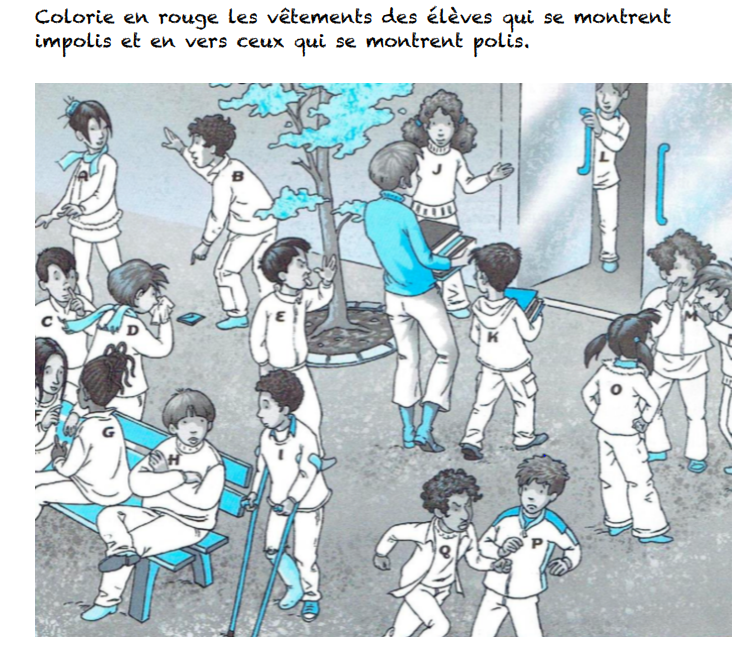 Colorie en rouge les vêtements des élèves qui se montrent
impolis et en vers ceux qui se montrent polis.
A
B
J
L
C
D
E
K
M
G
H
I
O
Q
P